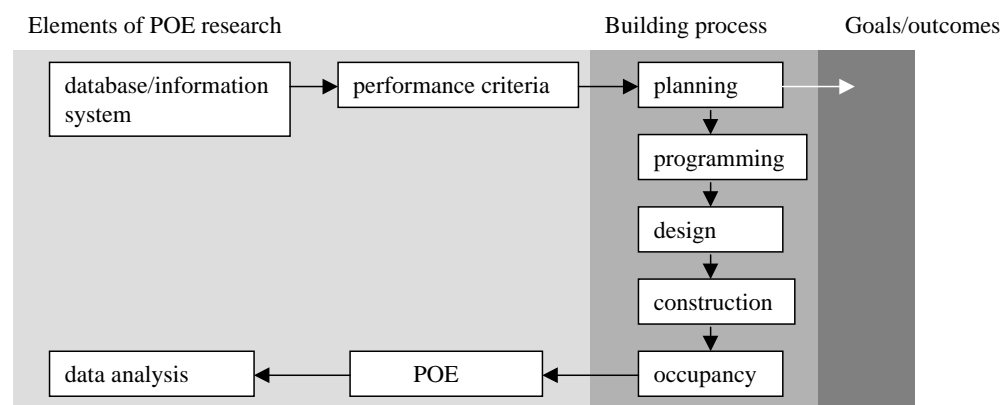 Elements of POE research
Building process
Goals/outcomes
database/information
system
performance criteria
planning
programming
design
construction
data analysis
POE
occupancy